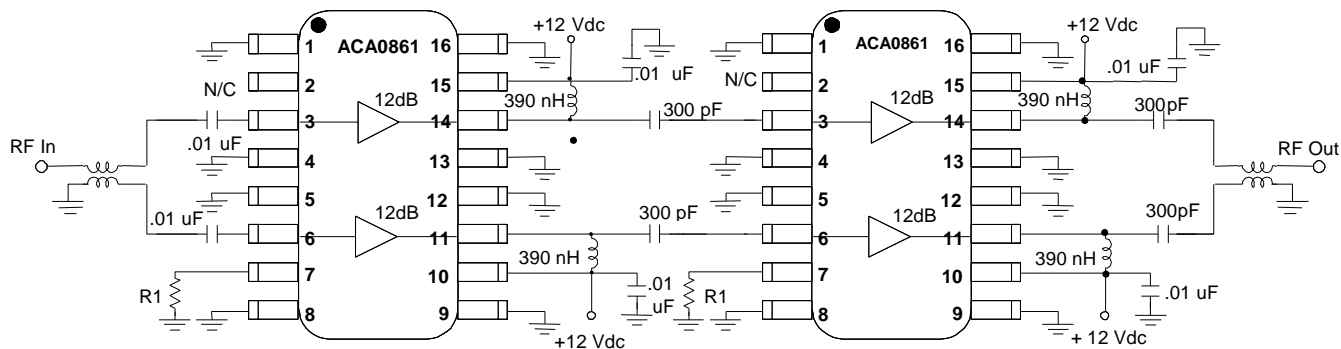 +12 Vdc
+12 Vdc
ACA0861
ACA0861
1
16
1
16
.01 uF
.01 uF
2
15
2
15
N/C
N/C
12dB
390 nH
12dB
390 nH
300 pF
300pF
3
14
3
14
.01 uF
RF In
4
13
4
13
RF Out
5
12
5
12
.01 uF
12dB
300 pF
12dB
300pF
6
11
6
11
390 nH
390 nH
7
10
7
10
R1
.01
uF
R1
.01 uF
8
9
8
9
+12 Vdc
+ 12 Vdc